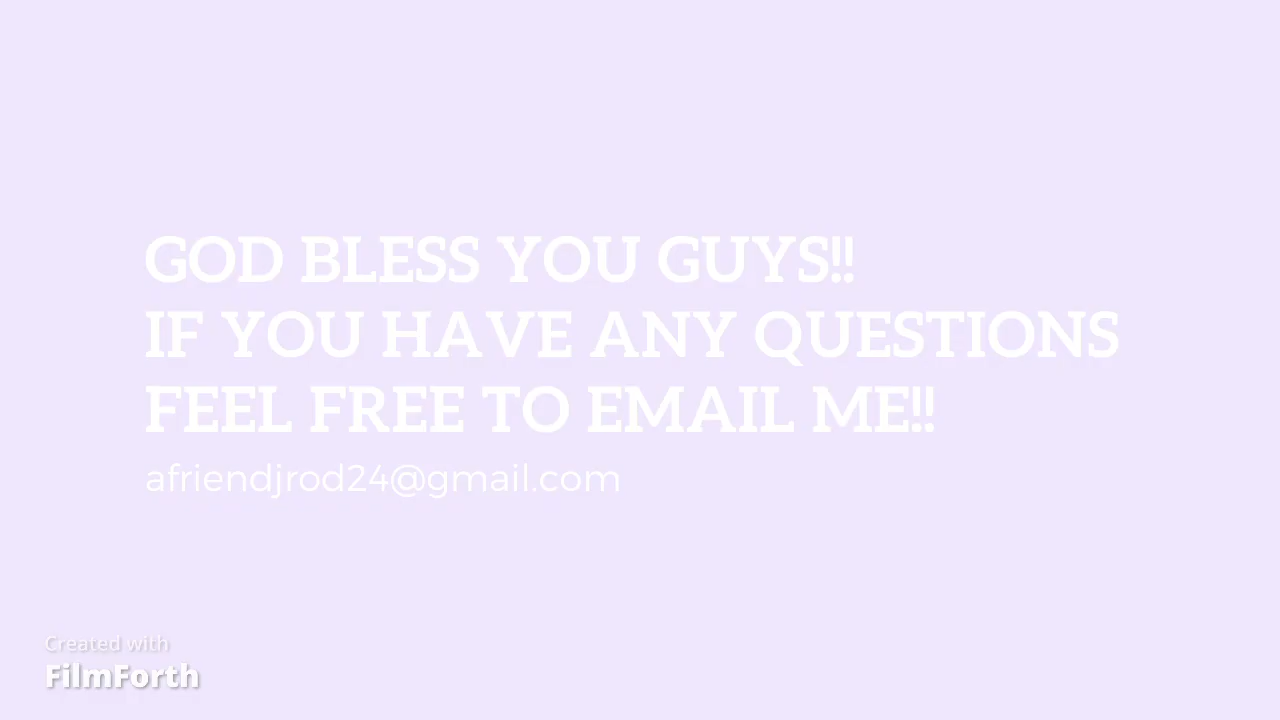 GOD BLESS YOU GUYS!!
IF YOU HAVE ANY QUESTIONS
FEEL FREE TO EMAIL ME!!
afriendjrod24@gmail.com
Created with
FilmForth